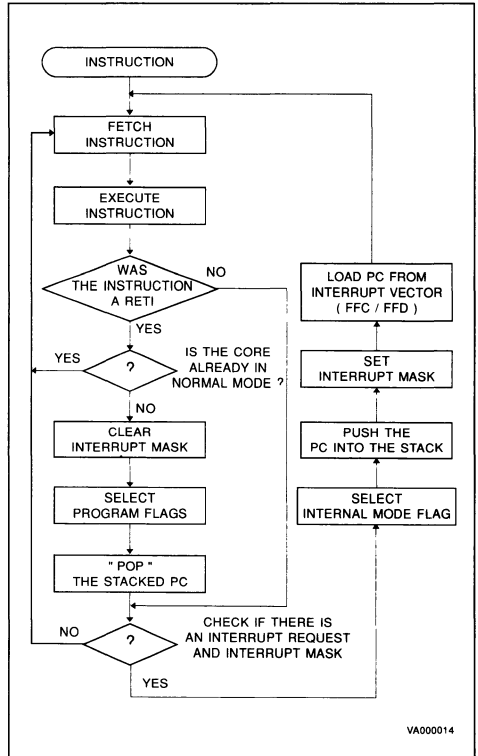 INSTRUCTION
FETCH
INSTRUCTION
EXECUTE
INSTRUCTION
WAS
THE INSTRUCTION
A RETI
NO
YES
YES
?
IS THE CORE
ALREADY IN
NORMAL MODE ?
NO
CLEAR
INTERRUPT MASK
SELECT
PROGRAM FLAGS
" POP "
THE STACKED PC
NO
?
CHECK IF THERE IS
AN INTERRUPT REQUEST
AND INTERRUPT MASK
YES
LOAD PC FROM
INTERRUPT VECTOR
( FFC / FFD )
SET
INTERRUPT MASK
PUSH THE
PC INTO THE STACK
SELECT
INTERNAL MODE FLAG
VA000014